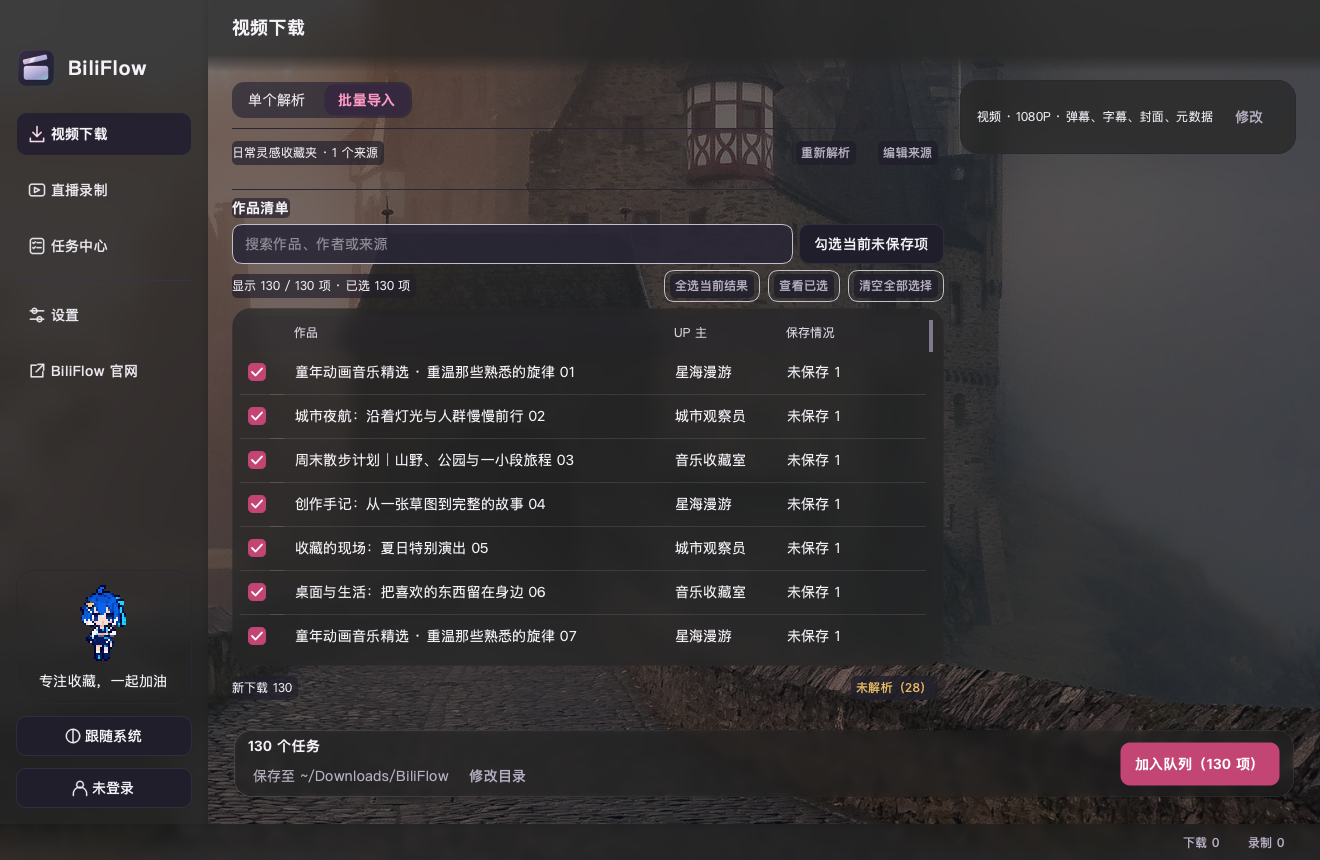 视频下载
BiliFlow
视频下载
直播录制
任务中心
设置
BiliFlow 官网
专注收藏，一起加油
跟随系统
未登录
单个解析 批量导入
视频 · 1080P · 弹幕、字幕、封面、元数据 修改
日常灵感收藏夹 · 1 个来源 重新解析 编辑来源
作品清单
搜索作品、作者或来源 勾选当前未保存项
显示 130 / 130 项 · 已选 130 项 全选当前结果 查看已选 清空全部选择
作品 UP 主 保存情况
童年动画音乐精选 · 重温那些熟悉的旋律 01 星海漫游 未保存 1
城市夜航：沿着灯光与人群慢慢前行 02 城市观察员 未保存 1
周末散步计划｜山野、公园与一小段旅程 03 音乐收藏室 未保存 1
创作手记：从一张草图到完整的故事 04 星海漫游 未保存 1
收藏的现场：夏日特别演出 05 城市观察员 未保存 1
桌面与生活：把喜欢的东西留在身边 06 音乐收藏室 未保存 1
童年动画音乐精选 · 重温那些熟悉的旋律 07 星海漫游 未保存 1
新下载 130 未解析（28）
130 个任务
保存至 ~/Downloads/BiliFlow 修改目录
加入队列（130 项）
下载 0 录制 0